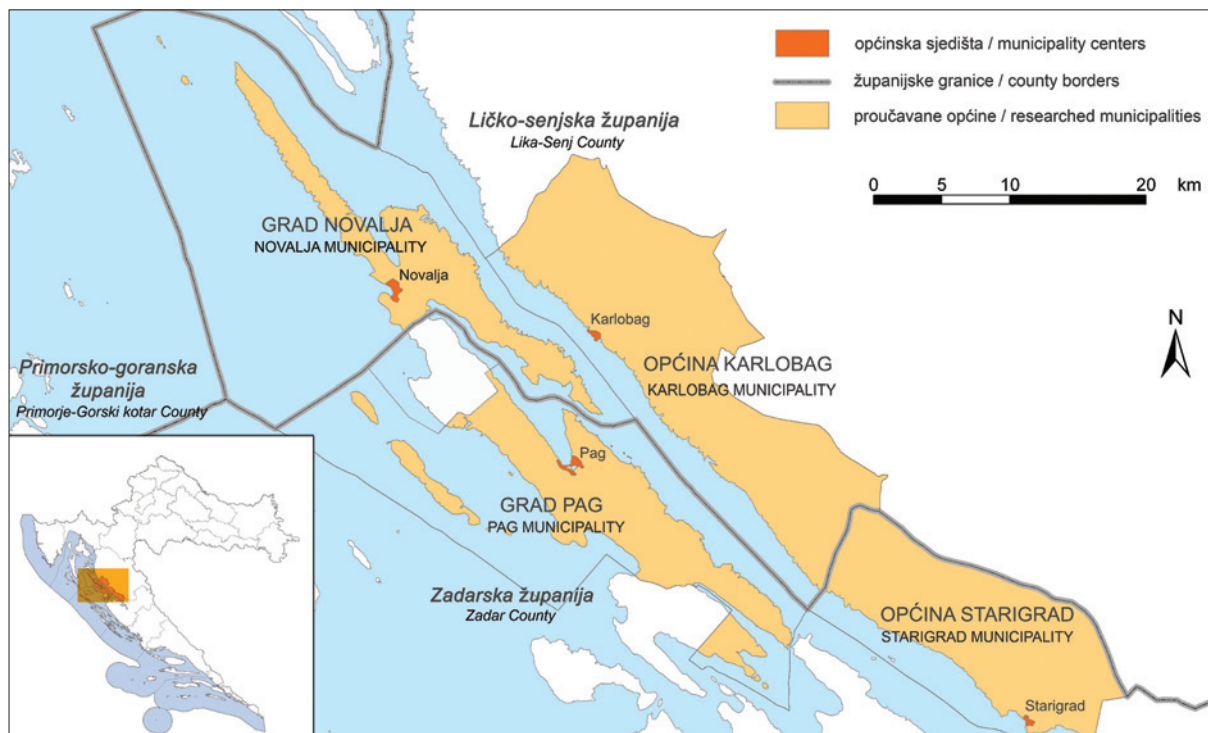 općinska sjedišta / municipality centers
županijske granice / county borders
proučavane općine / researched municipalities
0 5 10 20 km
N
Ličko-senjska županija
Lika-Senj County
GRAD NOVALJA
NOVALJA MUNICIPALITY
Novalja
Karlobag
OPĆINA KARLOBAG
KARLOBAG MUNICIPALITY
Primorsko-goranska
županija
Primorje-Gorski kotar County
Pag
GRAD PAG
PAG MUNICIPALITY
Zadarska županija
Zadar County
OPĆINA STARIGRAD
STARIGRAD MUNICIPALITY
Starigrad